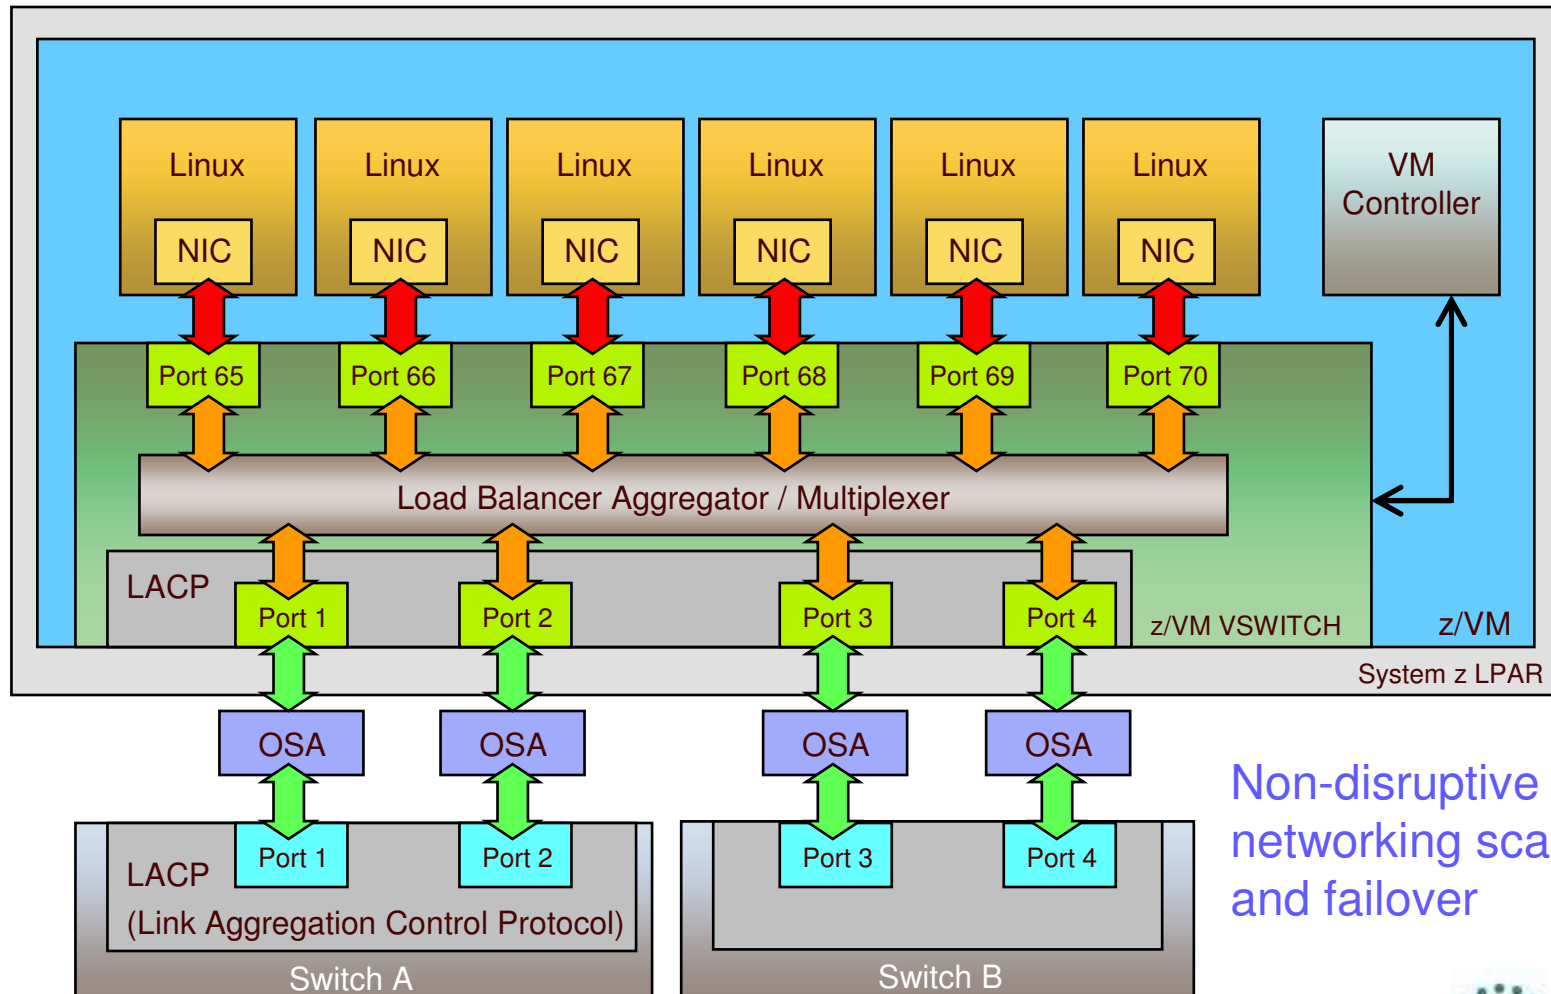 Linux Linux Linux Linux Linux Linux VM
Controller
NIC NIC NIC NIC NIC NIC
Port 65 Port 66 Port 67 Port 68 Port 69 Port 70
Load Balancer Aggregator / Multiplexer
LACP
Port 1 Port 2 Port 3 Port 4 z/VM VSWITCH z/VM
System z LPAR
OSA OSA OSA OSA
Non-disruptive
networking sca
and failover
Port 1 Port 2 Port 3 Port 4
LACP
(Link Aggregation Control Protocol)
Switch A Switch B